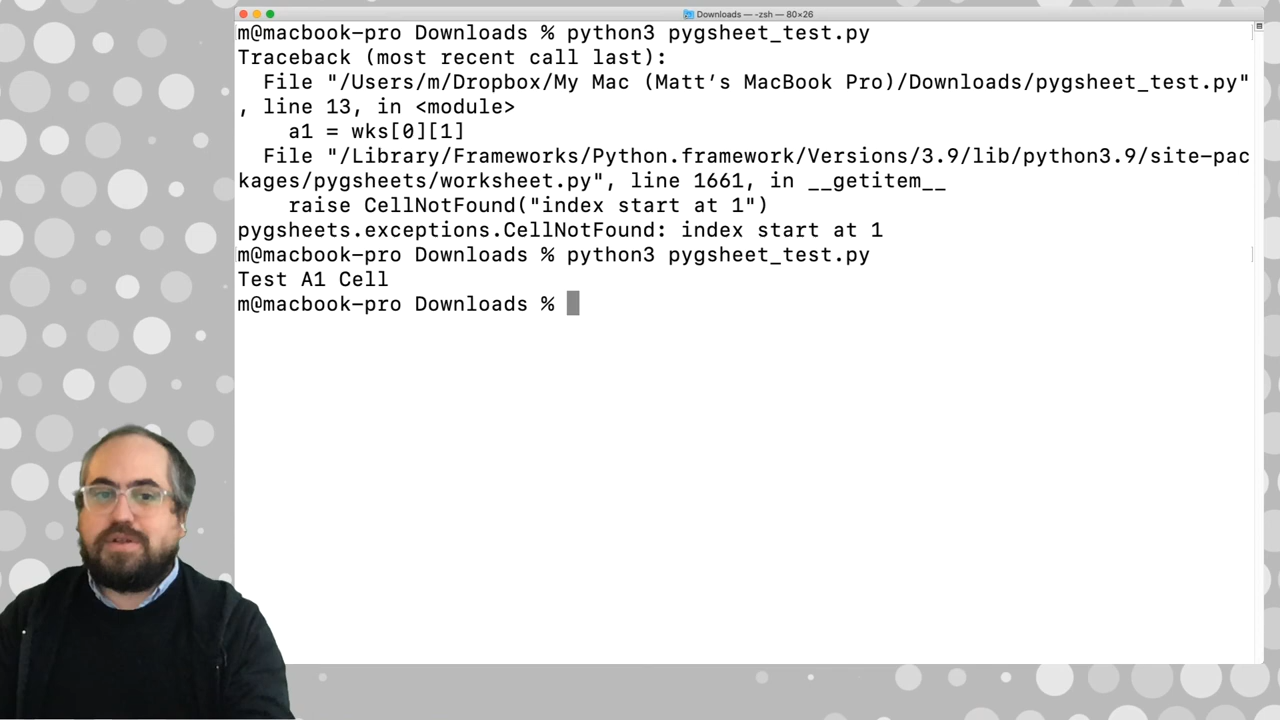 Downloads — -zsh — 80×26
m@macbook-pro Downloads % python3 pygsheet_test.py
Traceback (most recent call last):
  File "/Users/m/Dropbox/My Mac (Matt’s MacBook Pro)/Downloads/pygsheet_test.py"
, line 13, in <module>
    a1 = wks[0][1]
  File "/Library/Frameworks/Python.framework/Versions/3.9/lib/python3.9/site-pac
kages/pygsheets/worksheet.py", line 1661, in __getitem__
    raise CellNotFound("index start at 1")
pygsheets.exceptions.CellNotFound: index start at 1
m@macbook-pro Downloads % python3 pygsheet_test.py
Test A1 Cell
m@macbook-pro Downloads %